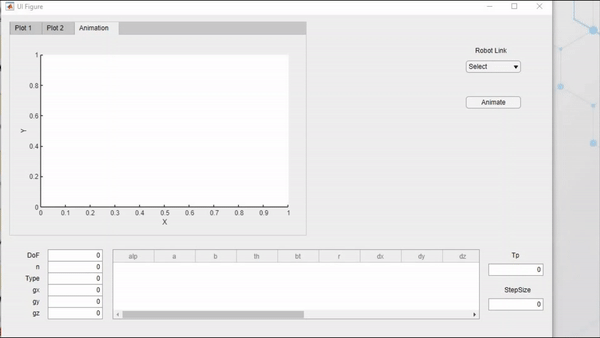 UI Figure
Plot 1 Plot 2 Animation
Robot Link
Select
Animate
1
0.8
0.6
0.4
0.2
0
Y
0 0.1 0.2 0.3 0.4 0.5 0.6 0.7 0.8 0.9 1
X
DoF 0
n 0
Type 0
gx 0
gy 0
gz 0
alp a b th bt r dx dy dz
Tp
0
StepSize
0